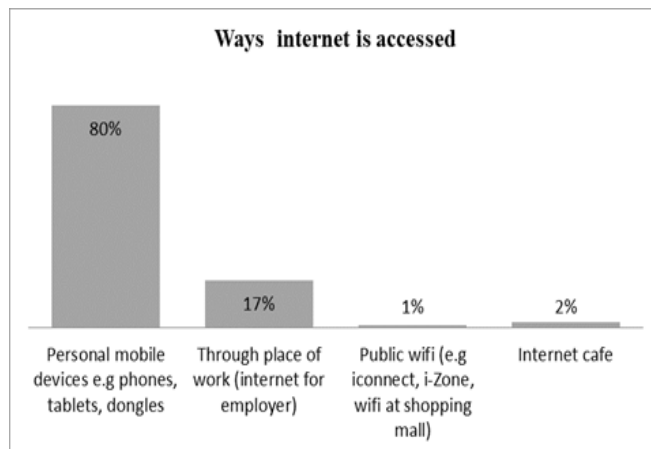 Ways internet is accessed
80%
17%
1%
2%
Personal mobile
devices e.g phones,
tablets, dongles
Through place of
work (internet for
employer)
Public wifi (e.g
iconnect, i-Zone,
wifi at shopping
mall)
Internet cafe